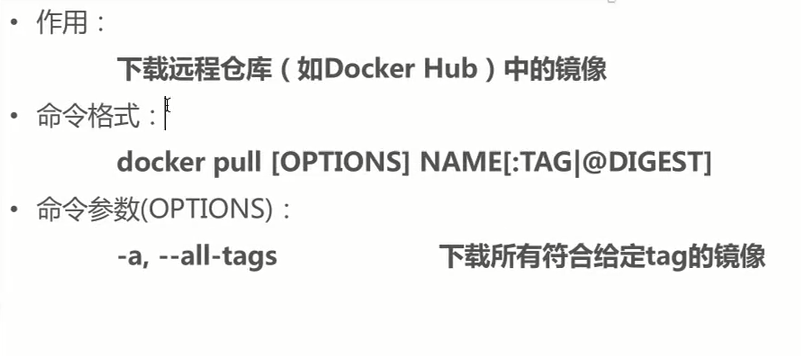 • 作用：
下载远程仓库（如Docker Hub）中的镜像
• 命令格式：
docker pull [OPTIONS] NAME[:TAG|@DIGEST]
• 命令参数(OPTIONS)：
-a, --all-tags 下载所有符合给定tag的镜像